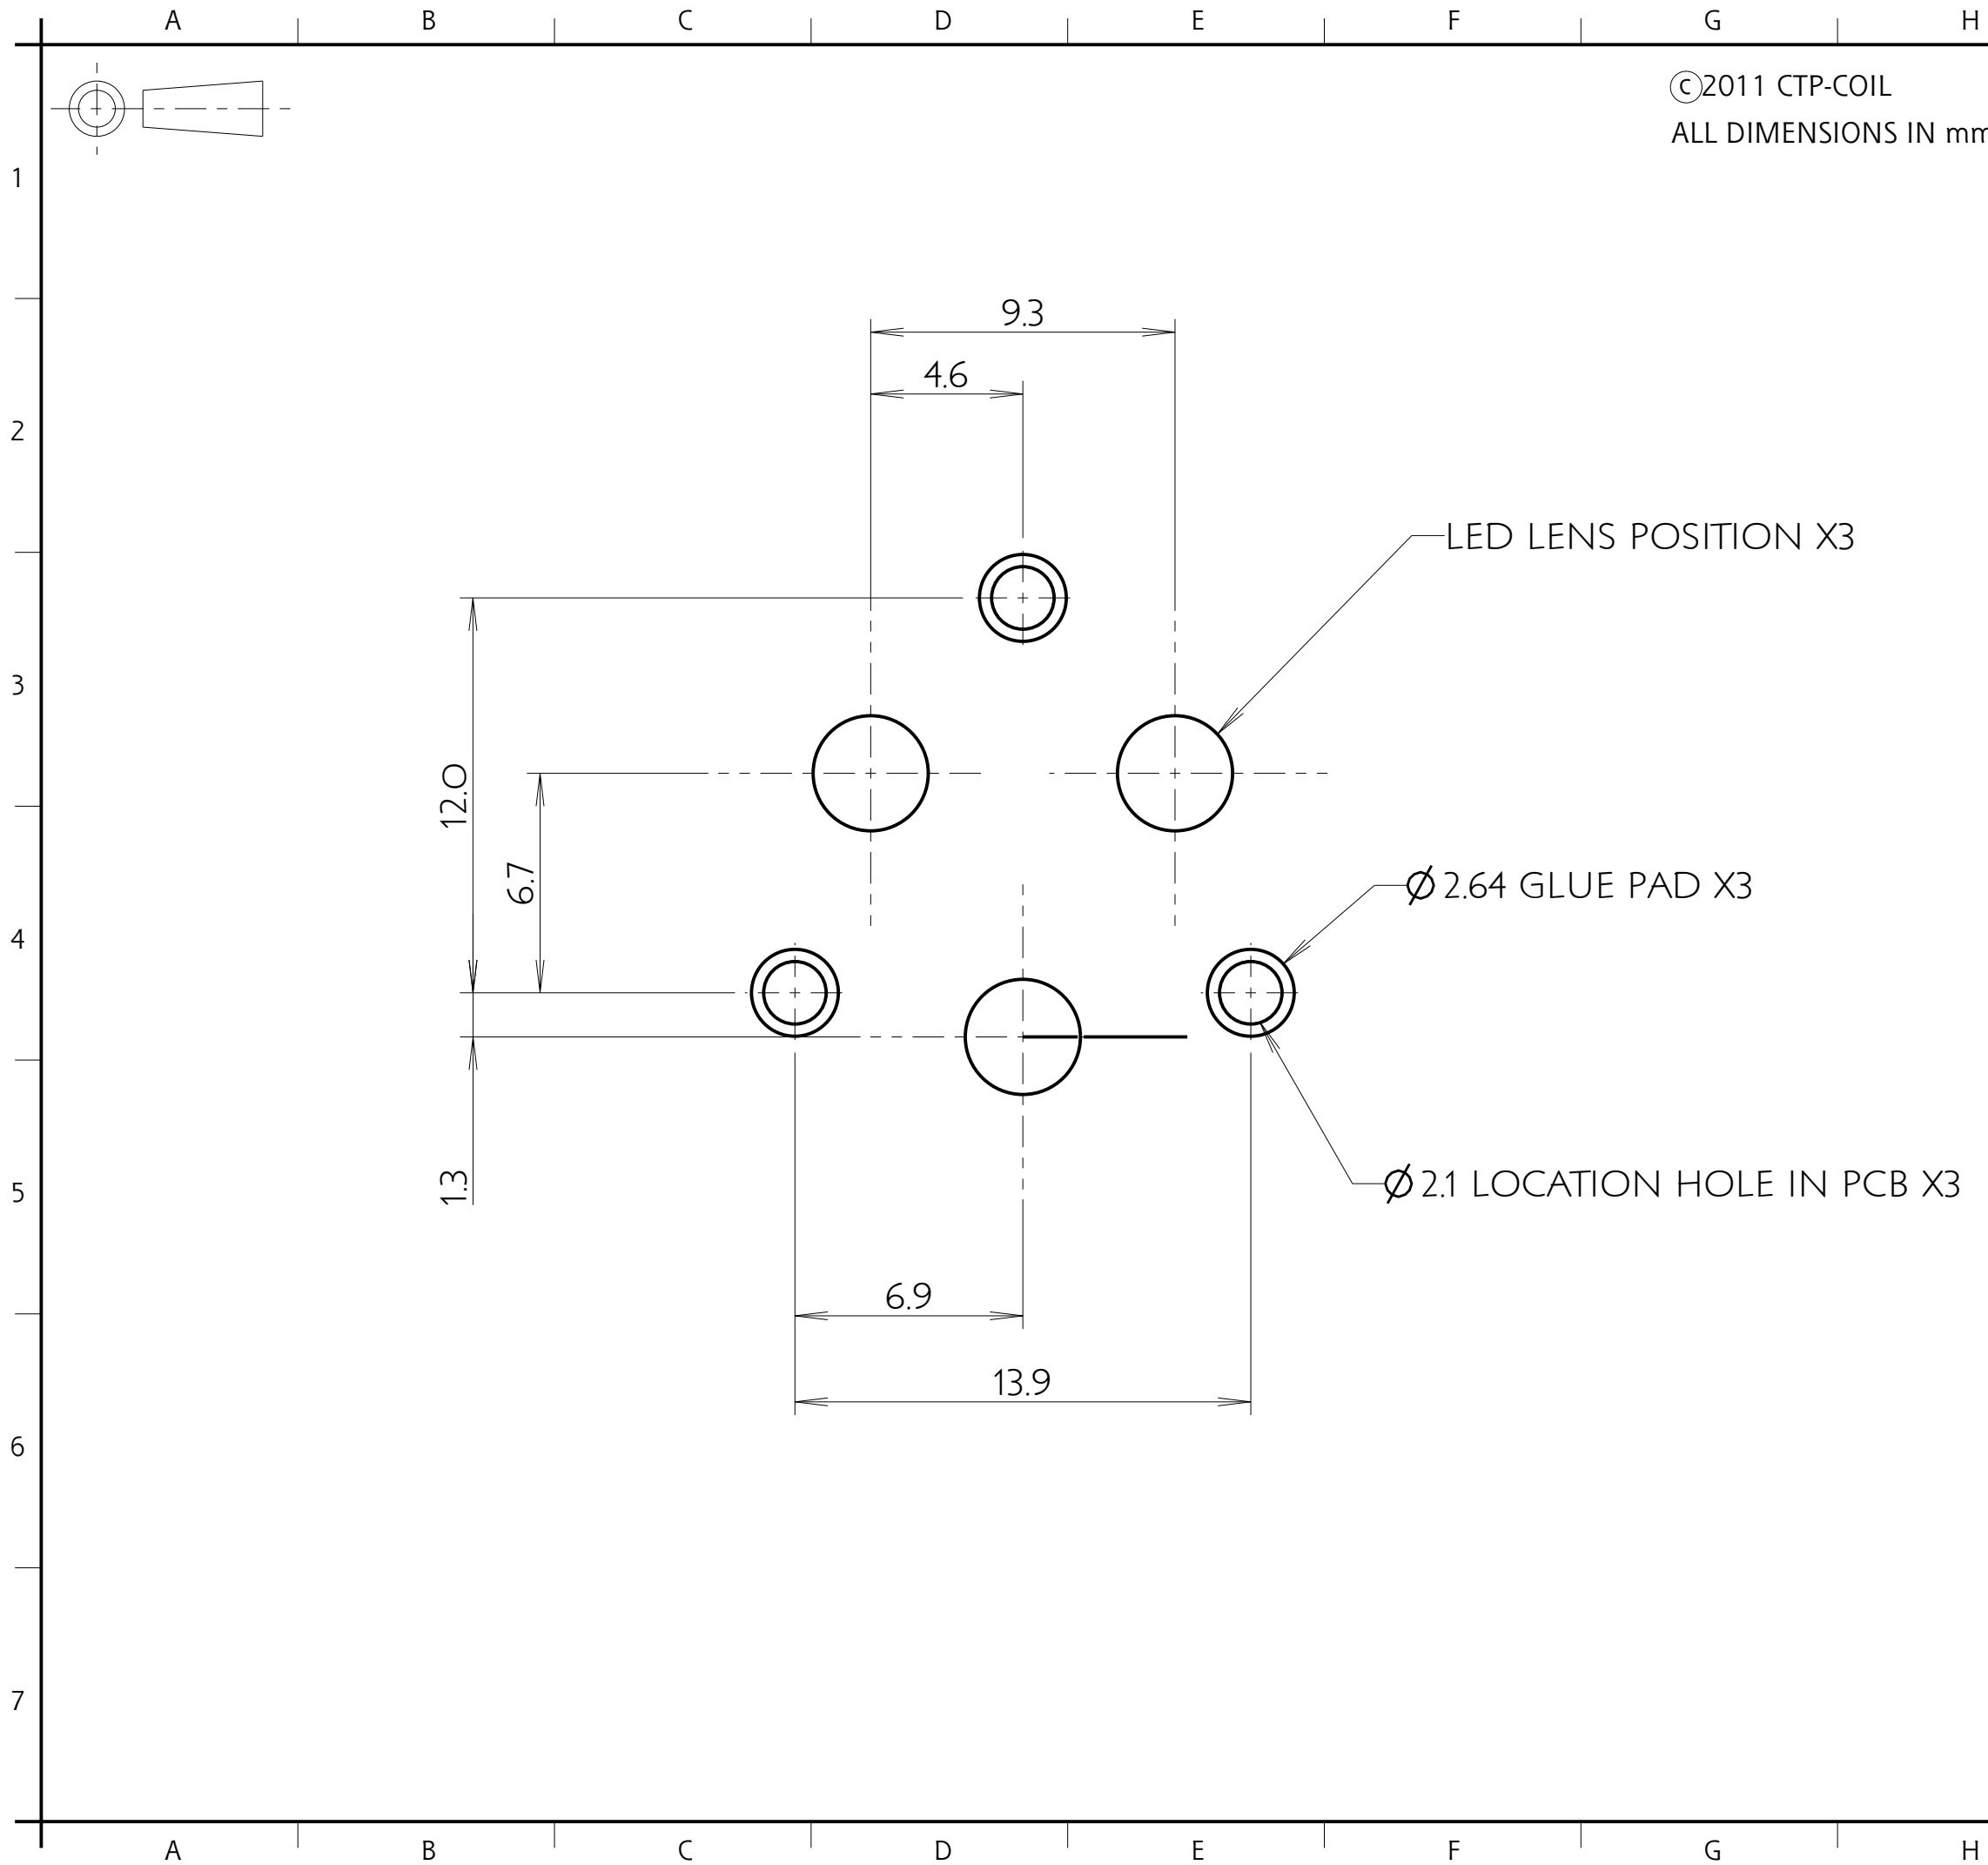 A B C D E F G H
©2011 CTP-COIL
ALL DIMENSIONS IN mm
1
9.3
4.6
2
LED LENS POSITION X3
3
12.0
6.7
Ø 2.64 GLUE PAD X3
4
1.3
Ø 2.1 LOCATION HOLE IN PCB X3
5
6.9
13.9
6
7
A B C D E F G H